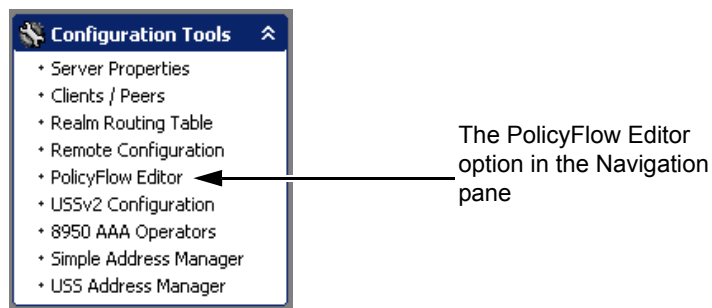 Configuration Tools
Server Properties
Clients / Peers
Realm Routing Table
Remote Configuration
PolicyFlow Editor
USSv2 Configuration
8950 AAA Operators
Simple Address Manager
USS Address Manager
The PolicyFlow Editor
option in the Navigation
pane